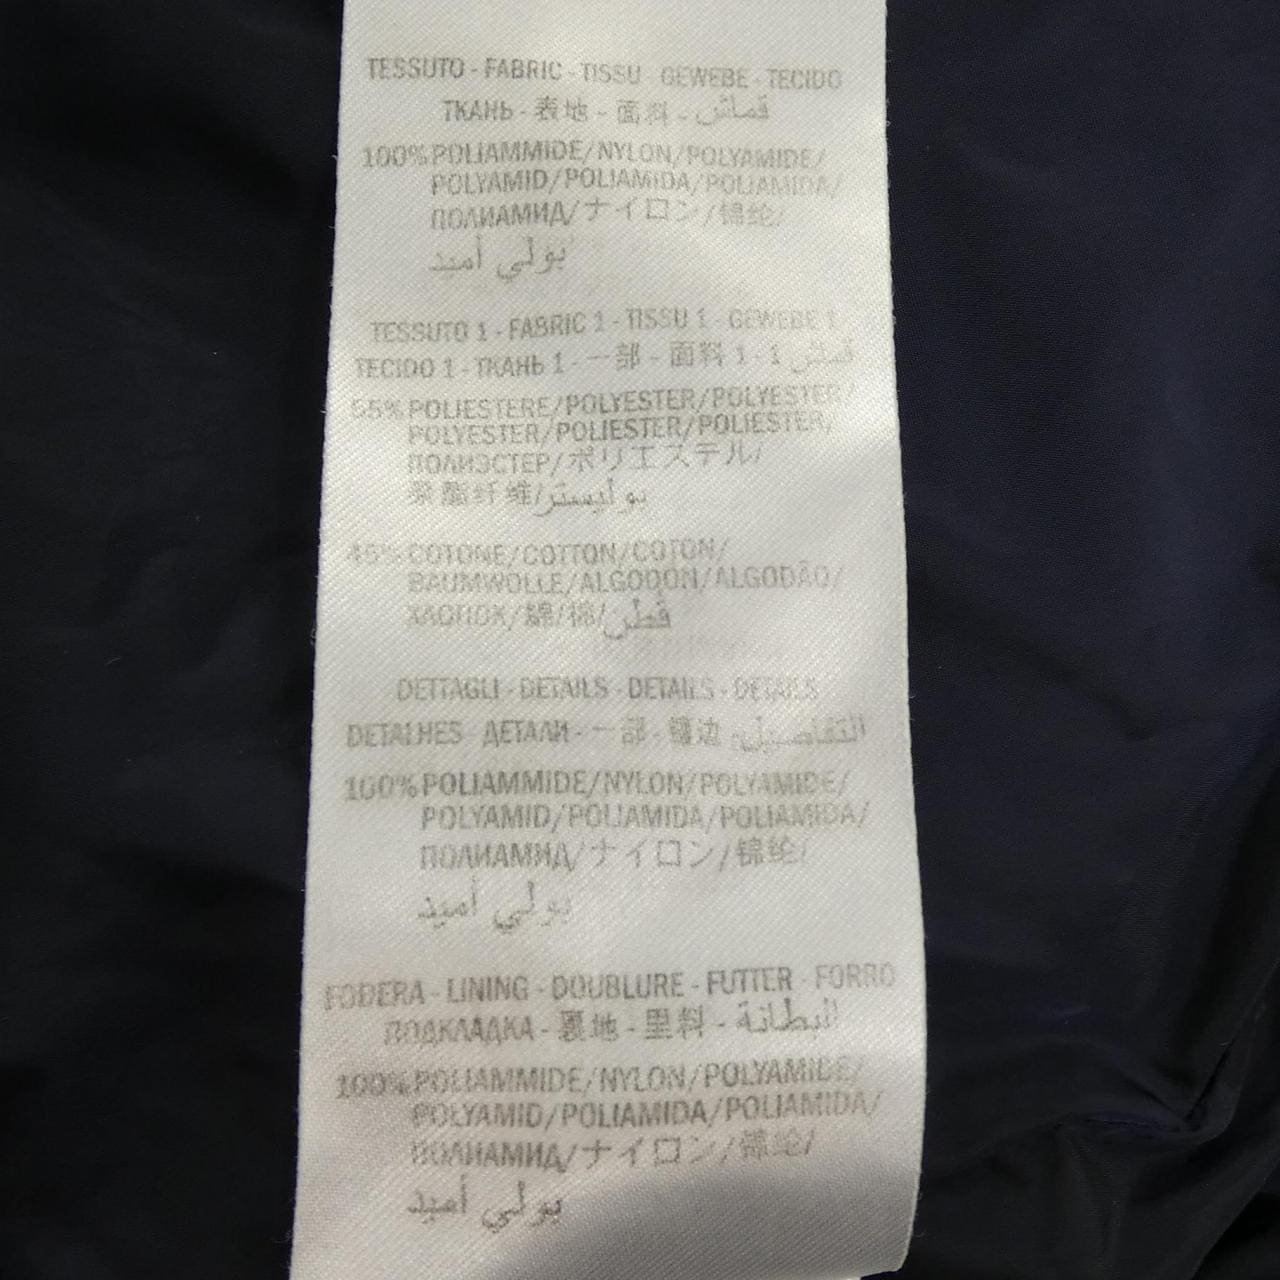 TESSUTO - FABRIC - TISSU - GEWEBE - TECIDO
ТКАНЬ - 表地 - 面料 - قماش
100% POLIAMMIDE/NYLON/POLYAMIDE/
POLYAMID/POLIAMIDA/POLIAMIDA/
ПОЛИАМИД/ナイロン/锦纶/
بولي أميد
TESSUTO 1 - FABRIC 1 - TISSU 1 - GEWEBE 1
TECIDO 1 - ТКАНЬ 1 - 一部 - 面料 1 - 1 قماش
55% POLIESTERE/POLYESTER/POLYESTER/
POLYESTER/POLIESTER/POLIESTER/
ПОЛИЭСТЕР/ポリエステル/
聚酯纤维/بوليستر
45% COTONE/COTTON/COTON/
BAUMWOLLE/ALGODON/ALGODÃO/
ХЛОПОК/綿/棉/قطن
DETTAGLI - DETAILS - DETAILS - DETAILS
DETALHES - ДЕТАЛИ - 一部 - 镶边 - التفاصيل
100% POLIAMMIDE/NYLON/POLYAMIDE/
POLYAMID/POLIAMIDA/POLIAMIDA/
ПОЛИАМИД/ナイロン/锦纶/
بولي أميد
FODERA - LINING - DOUBLURE - FUTTER - FORRO
ПОДКЛАДКА - 裏地 - 里料 - البطانة
100% POLIAMMIDE/NYLON/POLYAMIDE/
POLYAMID/POLIAMIDA/POLIAMIDA/
ПОЛИАМИД/ナイロン/锦纶/
بولي أميد